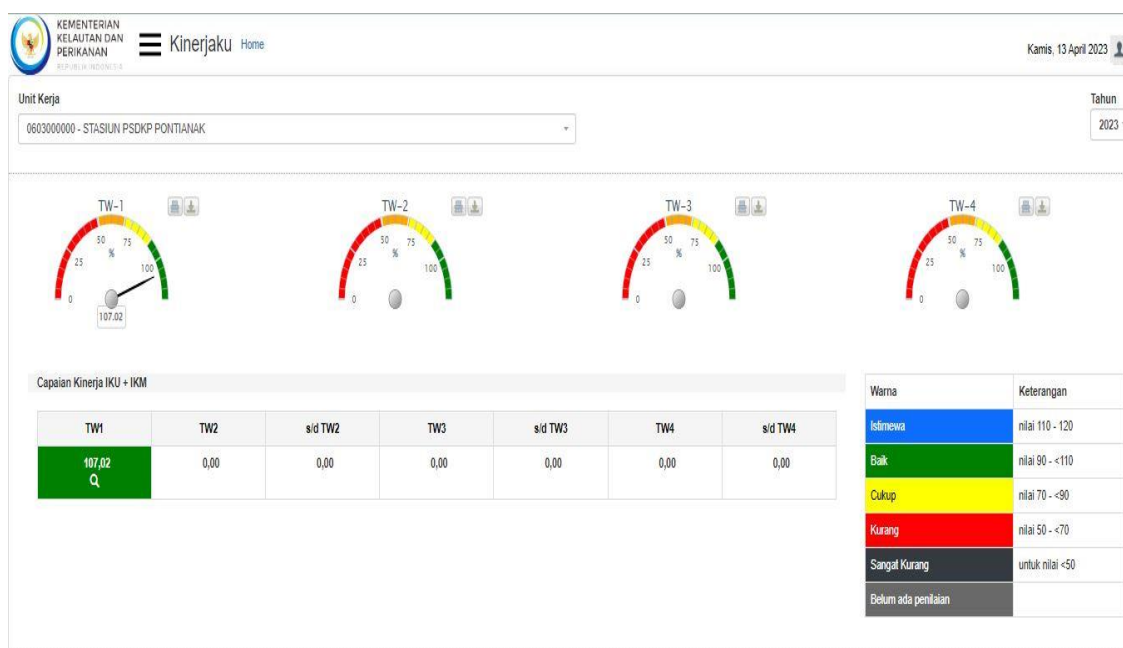 KEMENTERIAN
KELAUTAN DAN
PERIKANAN
REPUBLIK INDONESIA
Kinerjaku Home
Kamis, 13 April 2023
Unit Kerja
Tahun
0603000000 - STASIUN PSDKP PONTIANAK
2023
TW-1
0 25 50 75 100
%
107.02
TW-2
0 25 50 75 100
%
TW-3
0 25 50 75 100
%
TW-4
0 25 50 75 100
%
Capaian Kinerja IKU + IKM
TW1 TW2 s/d TW2 TW3 s/d TW3 TW4 s/d TW4
107,02 0,00 0,00 0,00 0,00 0,00 0,00
Warna Keterangan
Istimewa nilai 110 - 120
Baik nilai 90 - <110
Cukup nilai 70 - <90
Kurang nilai 50 - <70
Sangat Kurang untuk nilai <50
Belum ada penilaian